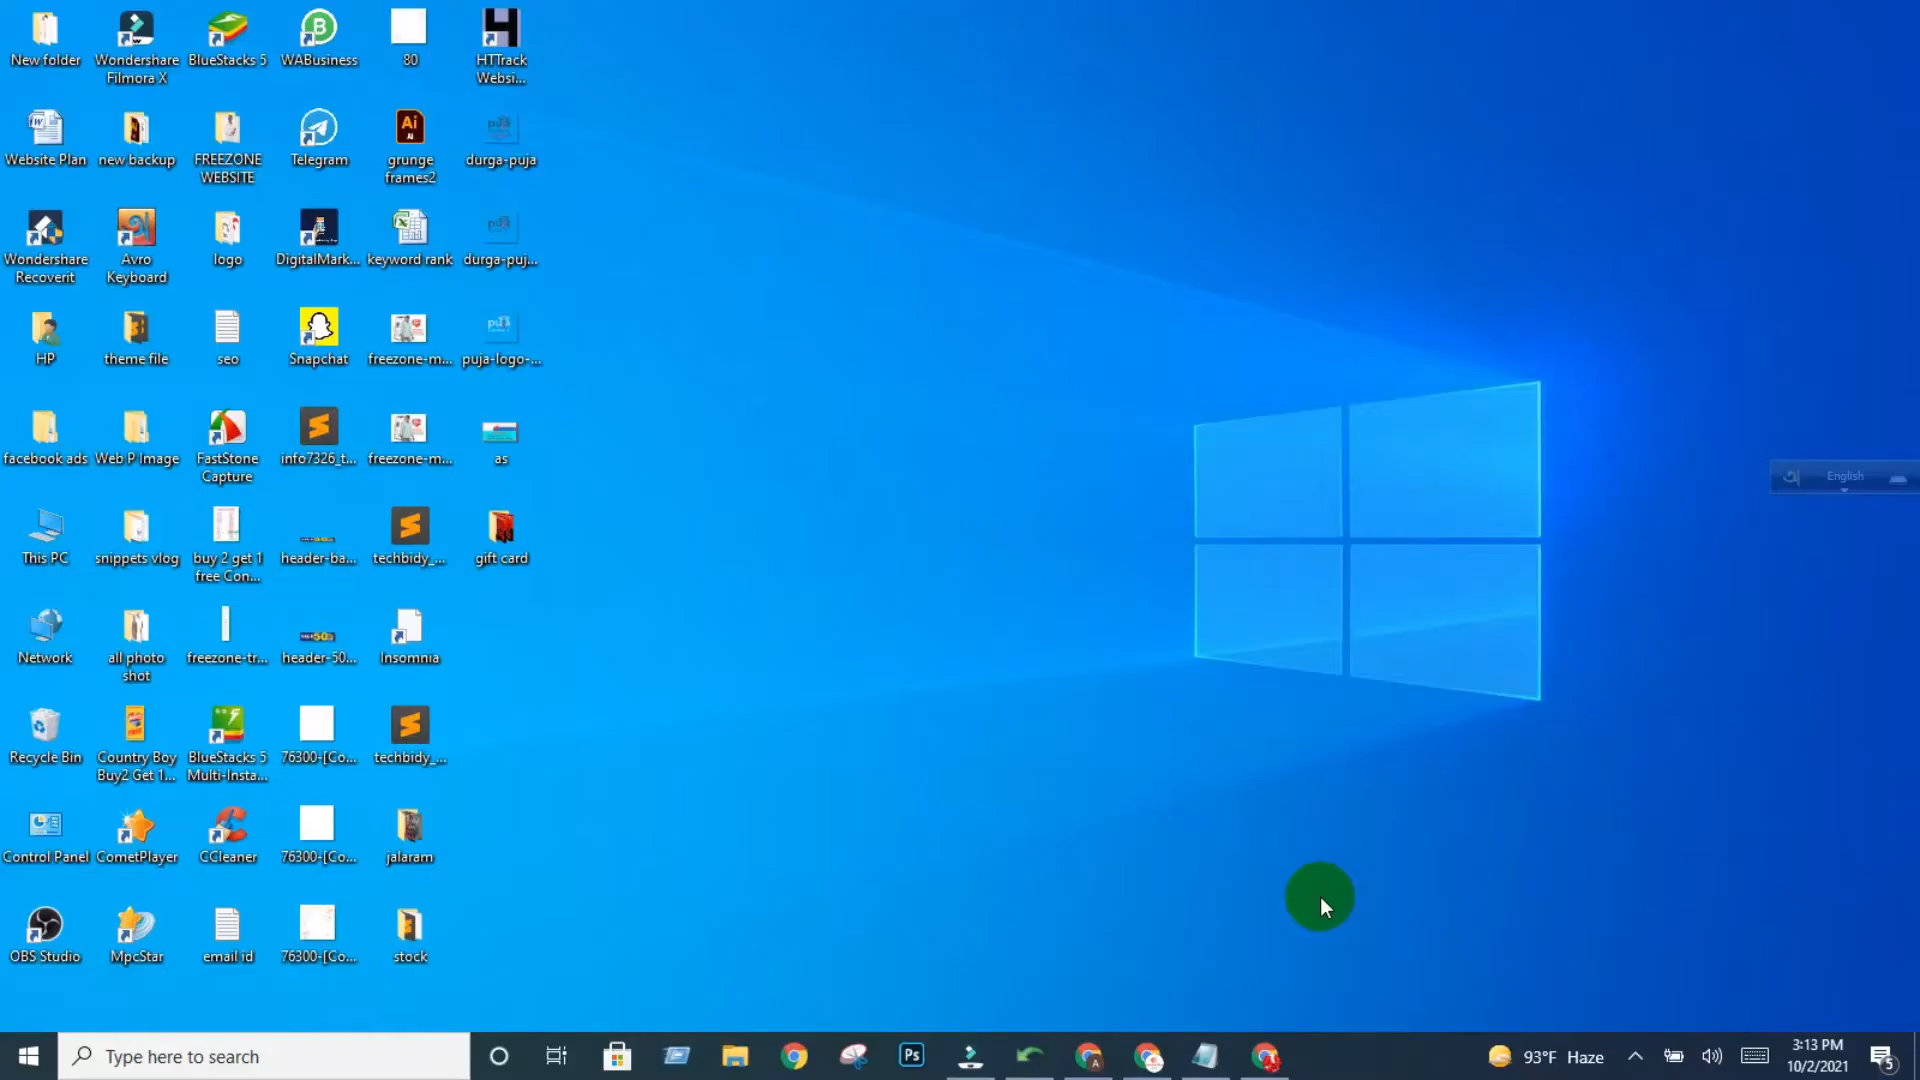 New folder
Wondershare
Filmora X
BlueStacks 5
WABusiness
80
HTTrack
Websi...
Website Plan
new backup
FREEZONE
WEBSITE
Telegram
Ai
grunge
frames2
durga-puja
Wondershare
Recoverit
Avro
Keyboard
logo
DigitalMark...
keyword rank
durga-puj...
HP
theme file
seo
Snapchat
freezone-m...
puja-logo-...
facebook ads
Web P Image
FastStone
Capture
info7326_t...
freezone-m...
as
This PC
snippets vlog
buy 2 get 1
free Con...
header-ba...
techbidy_...
gift card
Network
all photo
shot
freezone-tr...
header-50...
Insomnia
Recycle Bin
Country Boy
Buy2 Get 1...
BlueStacks 5
Multi-Insta...
76300-[Co...
techbidy_...
Control Panel
CometPlayer
CCleaner
76300-[Co...
jalaram
OBS Studio
MpcStar
email id
76300-[Co...
stock
English
Type here to search
Ps
93°F Haze
3:13 PM
10/2/2021
5